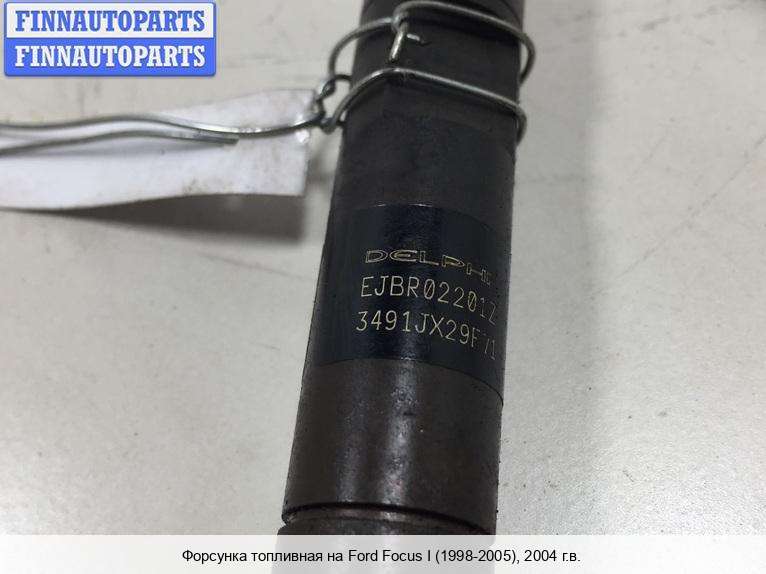 FINNAUTOPARTS
FINNAUTOPARTS
DELPHI
EJBR02201Z
3491JX29F71
Форсунка топливная на Ford Focus I (1998-2005), 2004 г.в.